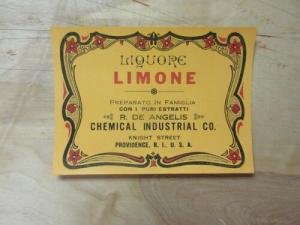 LIQUORE
LIMONE
PREPARATO IN FAMIGLIA
CON I PURI ESTRATTI
R. DE ANGELIS
CHEMICAL INDUSTRIAL CO.
KNIGHT STREET
PROVIDENCE, R. I., U. S. A.